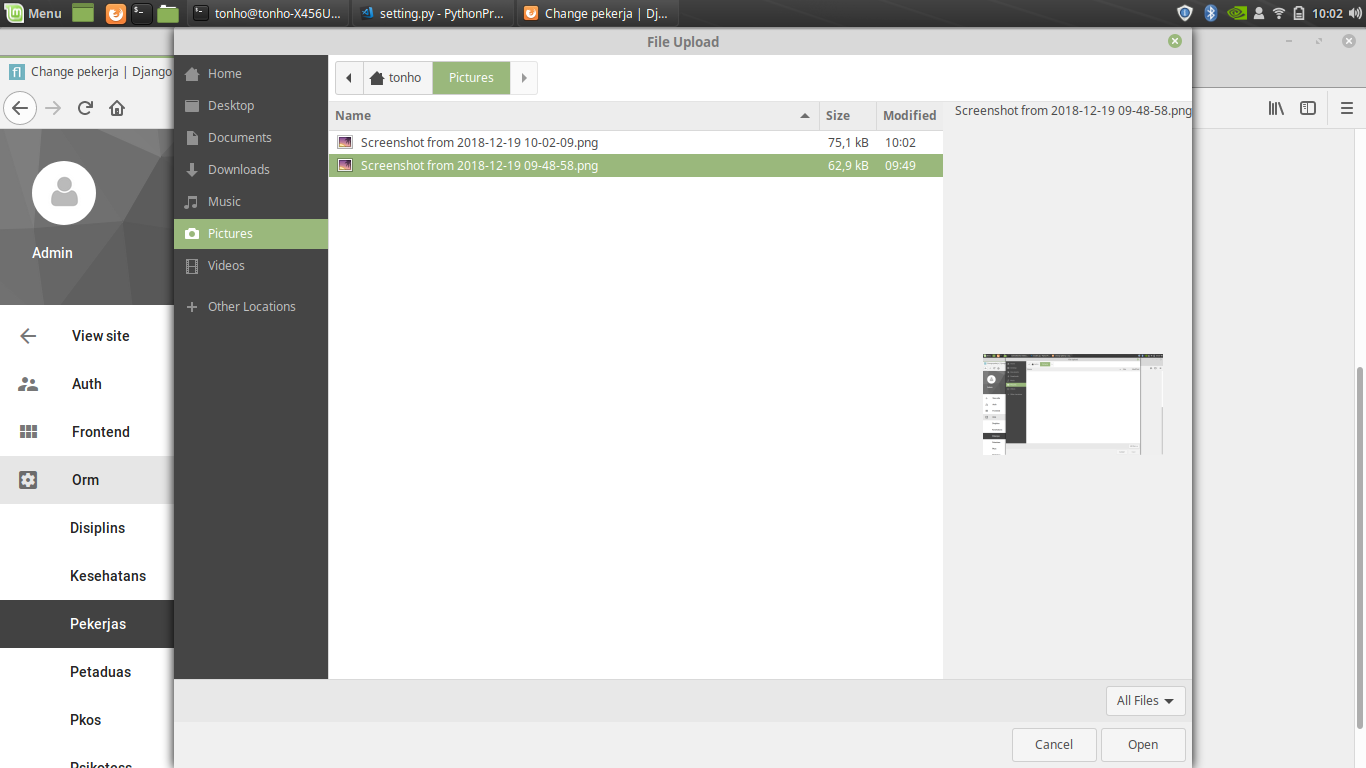 Menu
tonho@tonho-X456U...
setting.py - PythonPr...
Change pekerja | Dj...
10:02
File Upload
Change pekerja | Django
Home
Desktop
Documents
Downloads
Music
Pictures
Videos
Other Locations
tonho
Pictures
Name
Size
Modified
Screenshot from 2018-12-19 10-02-09.png
75,1 kB
10:02
Screenshot from 2018-12-19 09-48-58.png
62,9 kB
09:49
Screenshot from 2018-12-19 09-48-58.png
Admin
View site
Auth
Frontend
Orm
Disiplins
Kesehatans
Pekerjas
Petaduas
Pkos
Psikotess
All Files
Cancel
Open